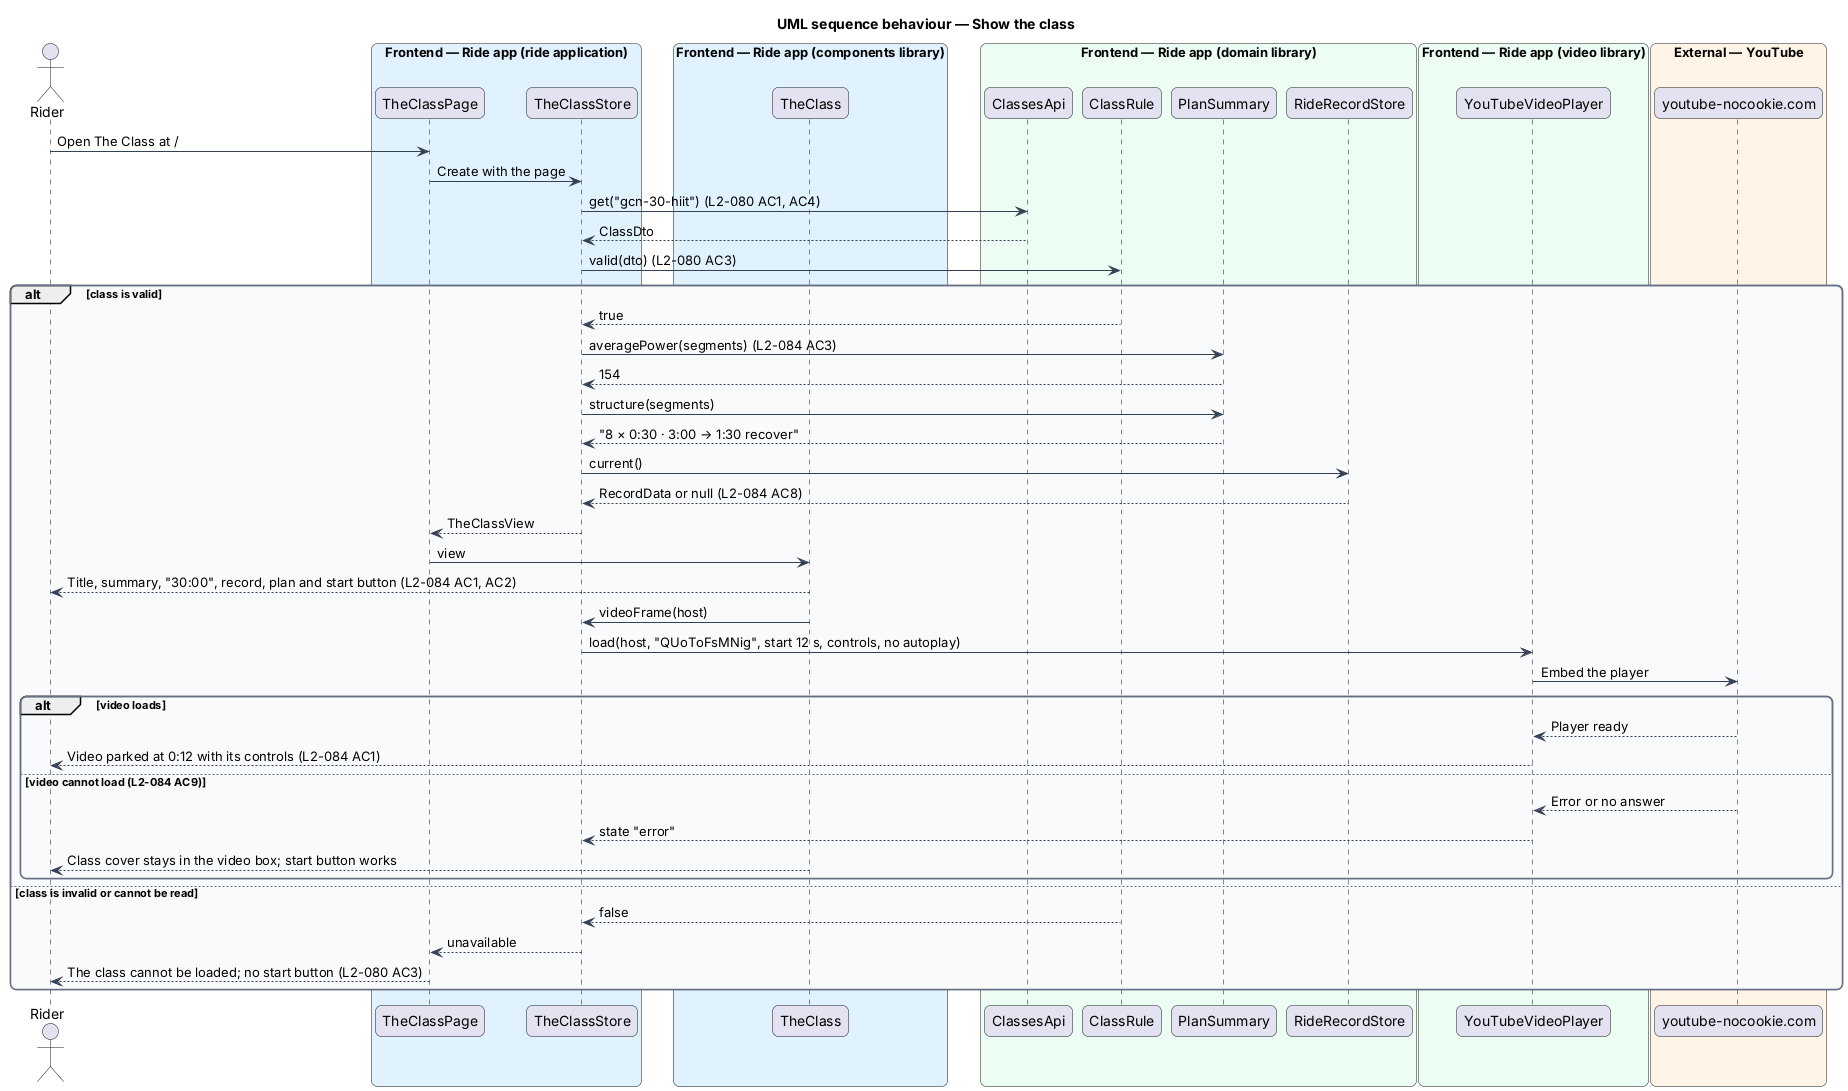 UML sequence behaviour — Show the class
Frontend — Ride app (ride application)
Frontend — Ride app (components library)
Frontend — Ride app (domain library)
Frontend — Ride app (video library)
External — YouTube
Rider
TheClassPage
TheClassStore
TheClass
ClassesApi
ClassRule
PlanSummary
RideRecordStore
YouTubeVideoPlayer
youtube-nocookie.com
Open The Class at /
Create with the page
get("gcn-30-hiit") (L2-080 AC1, AC4)
ClassDto
valid(dto) (L2-080 AC3)
alt [class is valid]
true
averagePower(segments) (L2-084 AC3)
154
structure(segments)
"8 × 0:30 · 3:00 → 1:30 recover"
current()
RecordData or null (L2-084 AC8)
TheClassView
view
Title, summary, "30:00", record, plan and start button (L2-084 AC1, AC2)
videoFrame(host)
load(host, "QUoToFsMNig", start 12 s, controls, no autoplay)
Embed the player
alt [video loads]
Player ready
Video parked at 0:12 with its controls (L2-084 AC1)
[video cannot load (L2-084 AC9)]
Error or no answer
state "error"
Class cover stays in the video box; start button works
[class is invalid or cannot be read]
false
unavailable
The class cannot be loaded; no start button (L2-080 AC3)
Rider
TheClassPage
TheClassStore
TheClass
ClassesApi
ClassRule
PlanSummary
RideRecordStore
YouTubeVideoPlayer
youtube-nocookie.com